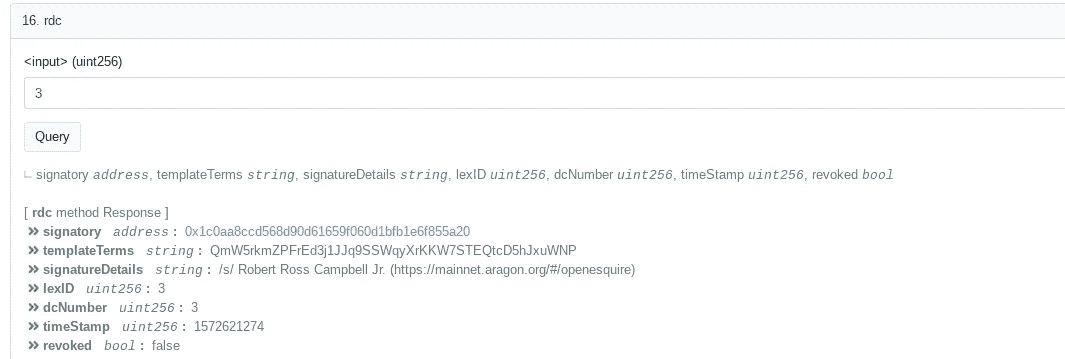 16. rdc
<input> (uint256)
3
Query
signatory address, templateTerms string, signatureDetails string, lexID uint256, dcNumber uint256, timeStamp uint256, revoked bool
[ rdc method Response ]
signatory address : 0x1c0aa8ccd568d90d61659f060d1bfb1e6f855a20
templateTerms string : QmW5rkmZPFrEd3j1JJq9SSWqyXrKKW7STEQtcD5hJxuWNP
signatureDetails string : /s/ Robert Ross Campbell Jr. (https://mainnet.aragon.org/#/openesquire)
lexID uint256 : 3
dcNumber uint256 : 3
timeStamp uint256 : 1572621274
revoked bool : false